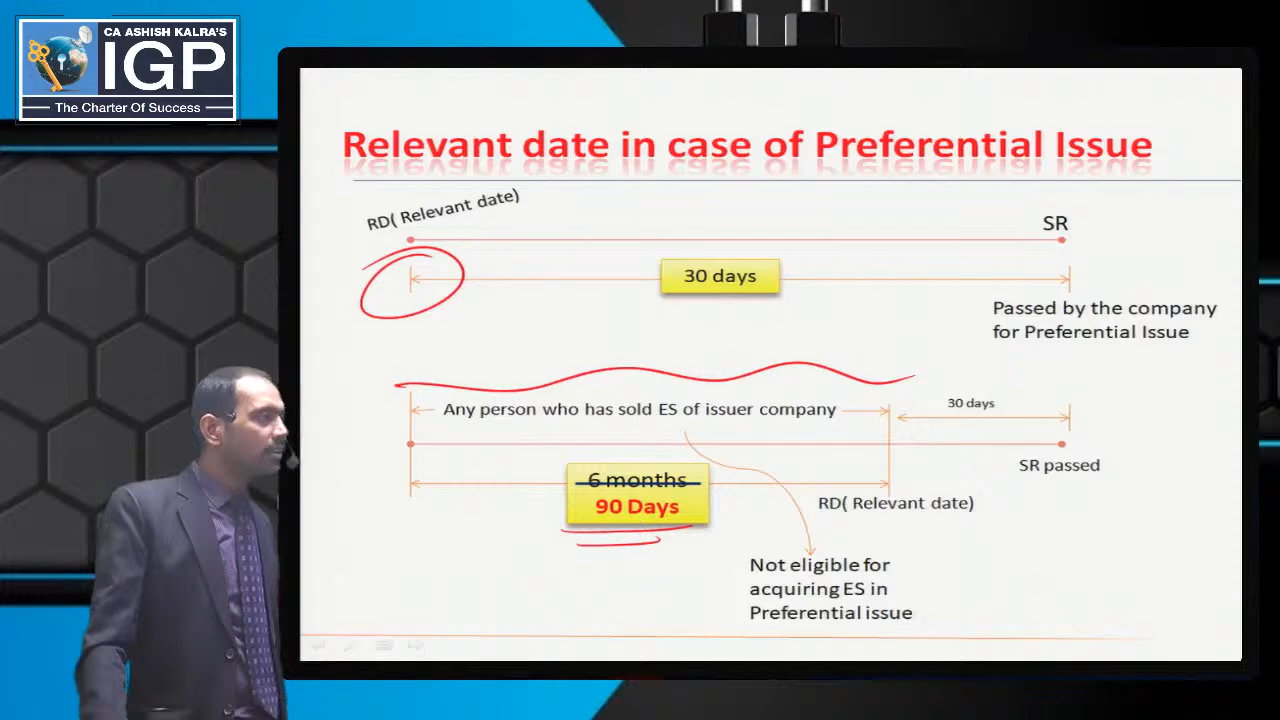 CA ASHISH KALRA'S
IGP
The Charter Of Success
Relevant date in case of Preferential Issue
RD( Relevant date)
SR
30 days
Passed by the company
for Preferential Issue
Any person who has sold ES of issuer company
30 days
SR passed
6 months
90 Days
RD( Relevant date)
Not eligible for
acquiring ES in
Preferential issue